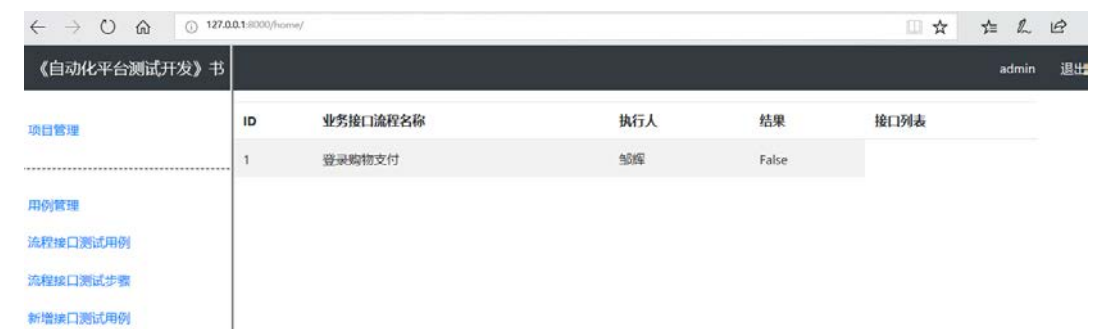 127.0.0.1:8000/home/
《自动化平台测试开发》书
admin 退出
项目管理
ID 业务接口流程名称 执行人 结果 接口列表
1 登录购物支付 邹辉 False
用例管理
流程接口测试用例
流程接口测试步骤
新增接口测试用例